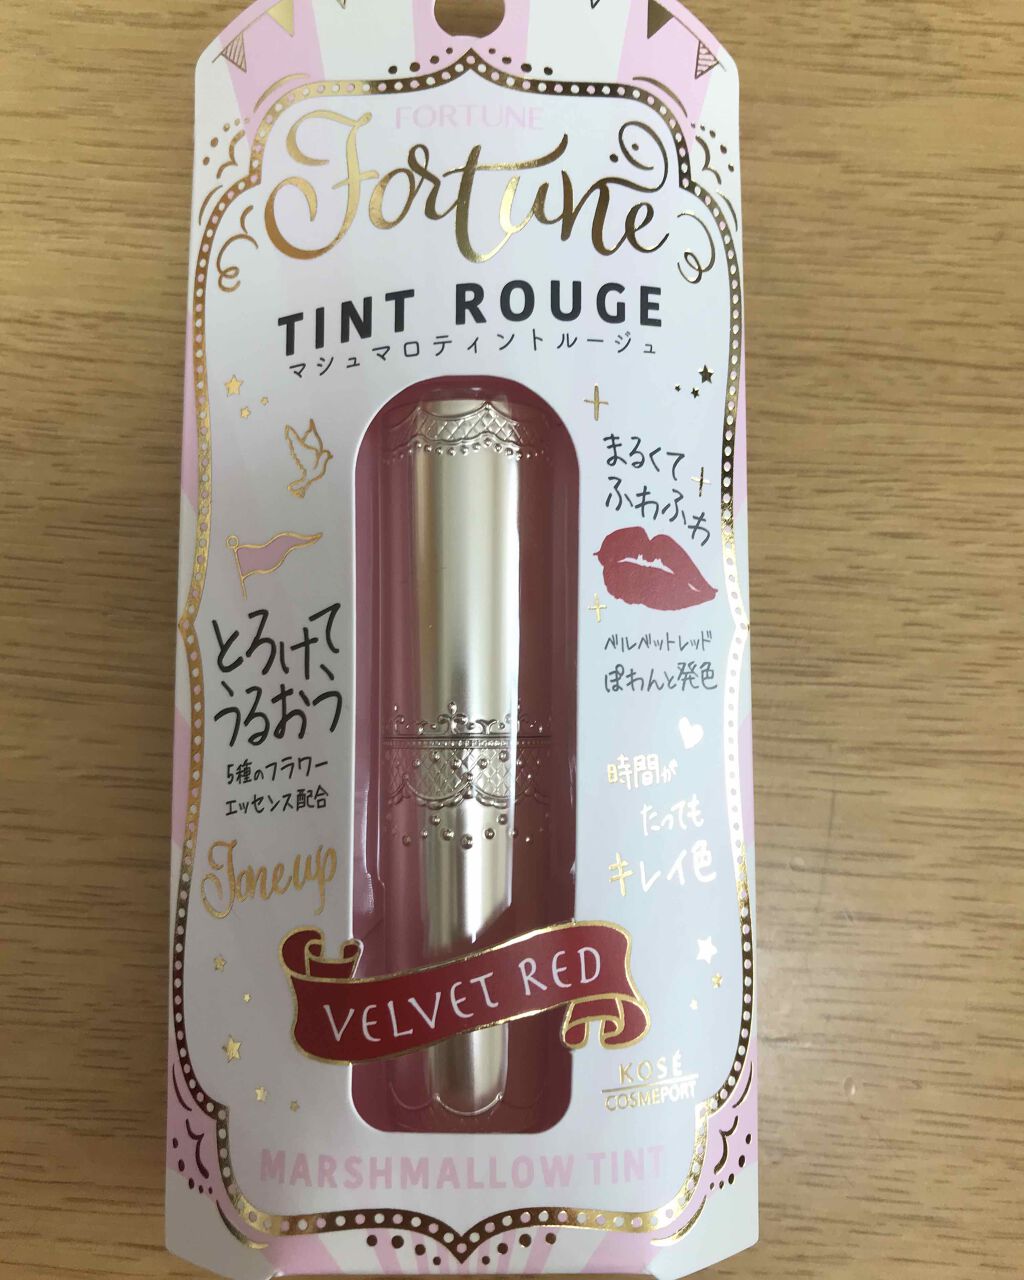 FORTUNE
Fortune
TINT ROUGE
マシュマロティントルージュ
まるくて
ふわふわ
ベルベットレッド
ぽわんと発色
とろけて、
うるおう
5種のフラワー
エッセンス配合
Tone up
時間が
たっても
キレイ色
VELVET RED
KOSÉ
COSMEPORT
MARSHMALLOW TINT